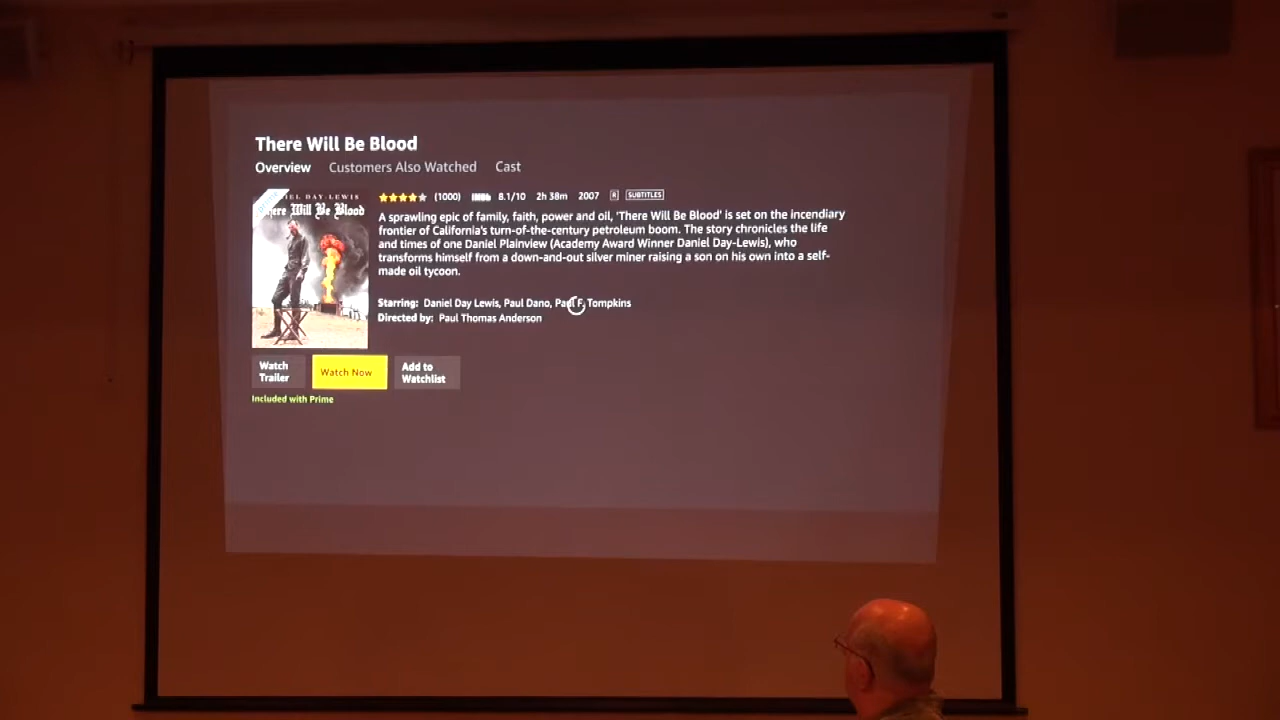 There Will Be Blood
Overview Customers Also Watched Cast
DAY-LEWIS
There Will Be Blood
(1000) IMDb 8.1/10 2h 38m 2007 R SUBTITLES
A sprawling epic of family, faith, power and oil, 'There Will Be Blood' is set on the incendiary
frontier of California's turn-of-the-century petroleum boom. The story chronicles the life
and times of one Daniel Plainview (Academy Award Winner Daniel Day-Lewis), who
transforms himself from a down-and-out silver miner raising a son on his own into a self-
made oil tycoon.
Starring: Daniel Day Lewis, Paul Dano, Paul F. Tompkins
Directed by: Paul Thomas Anderson
Watch
Trailer
Watch Now
Add to
Watchlist
Included with Prime